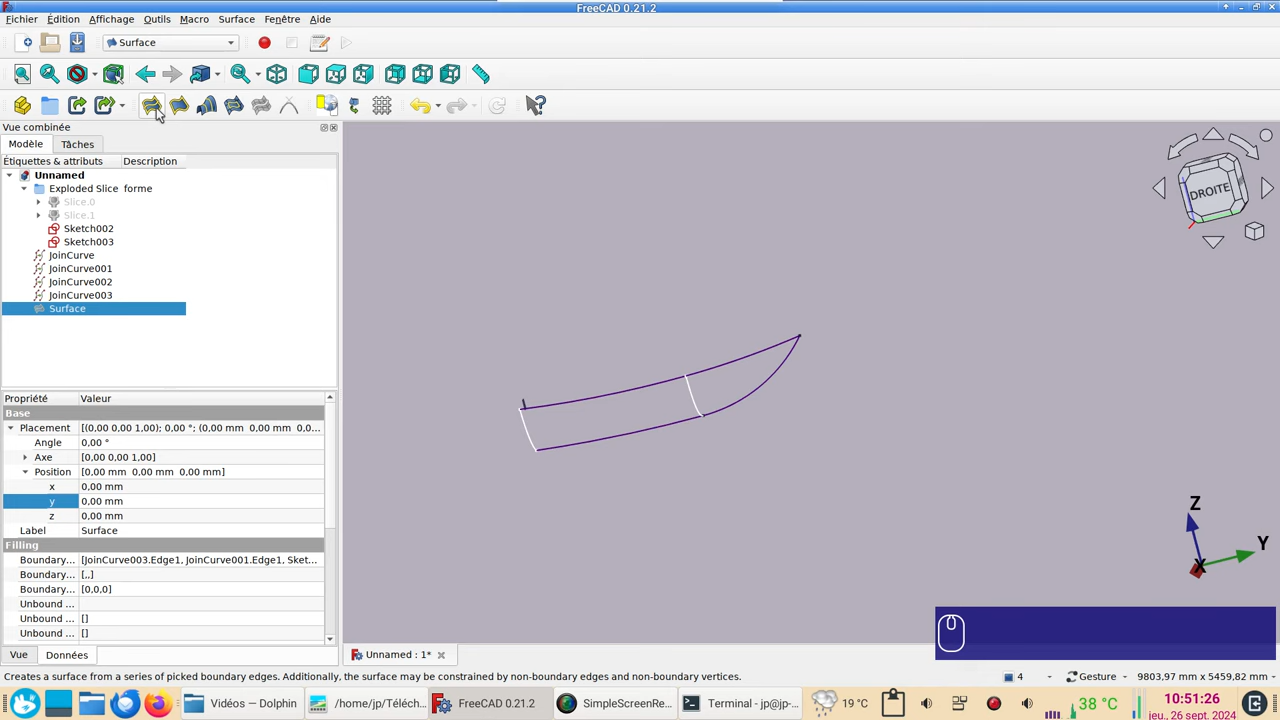 FreeCAD 0.21.2
Fichier Édition Affichage Outils Macro Surface Fenêtre Aide
Surface
Vue combinée
Modèle Tâches
Étiquettes & attributs Description
Unnamed
Exploded Slice forme
Slice.0
Slice.1
Sketch002
Sketch003
JoinCurve
JoinCurve001
JoinCurve002
JoinCurve003
Surface
DROITE
Propriété Valeur
Base
Placement [(0,00 0,00 1,00); 0,00 °; (0,00 mm 0,00 mm 0,0...
Angle 0,00 °
Axe [0,00 0,00 1,00]
Position [0,00 mm 0,00 mm 0,00 mm]
x 0,00 mm
y 0,00 mm
z 0,00 mm
Label Surface
Filling
Boundary... [JoinCurve003.Edge1, JoinCurve001.Edge1, Sket...
Boundary... [,,]
Boundary... [0,0,0]
Unbound ...
Unbound ... []
Unbound ... []
Z
Y
X
Vue Données
Unnamed : 1*
Creates a surface from a series of picked boundary edges. Additionally, the surface may be constrained by non-boundary edges and non-boundary vertices.
4 Gesture 9803,97 mm x 5459,82 mm
Vidéos — Dolphin /home/jp/Téléch... FreeCAD 0.21.2 SimpleScreenRe... Terminal - jp@jp-... 19 °C 38 °C 10:51:26
jeu., 26 sept. 2024